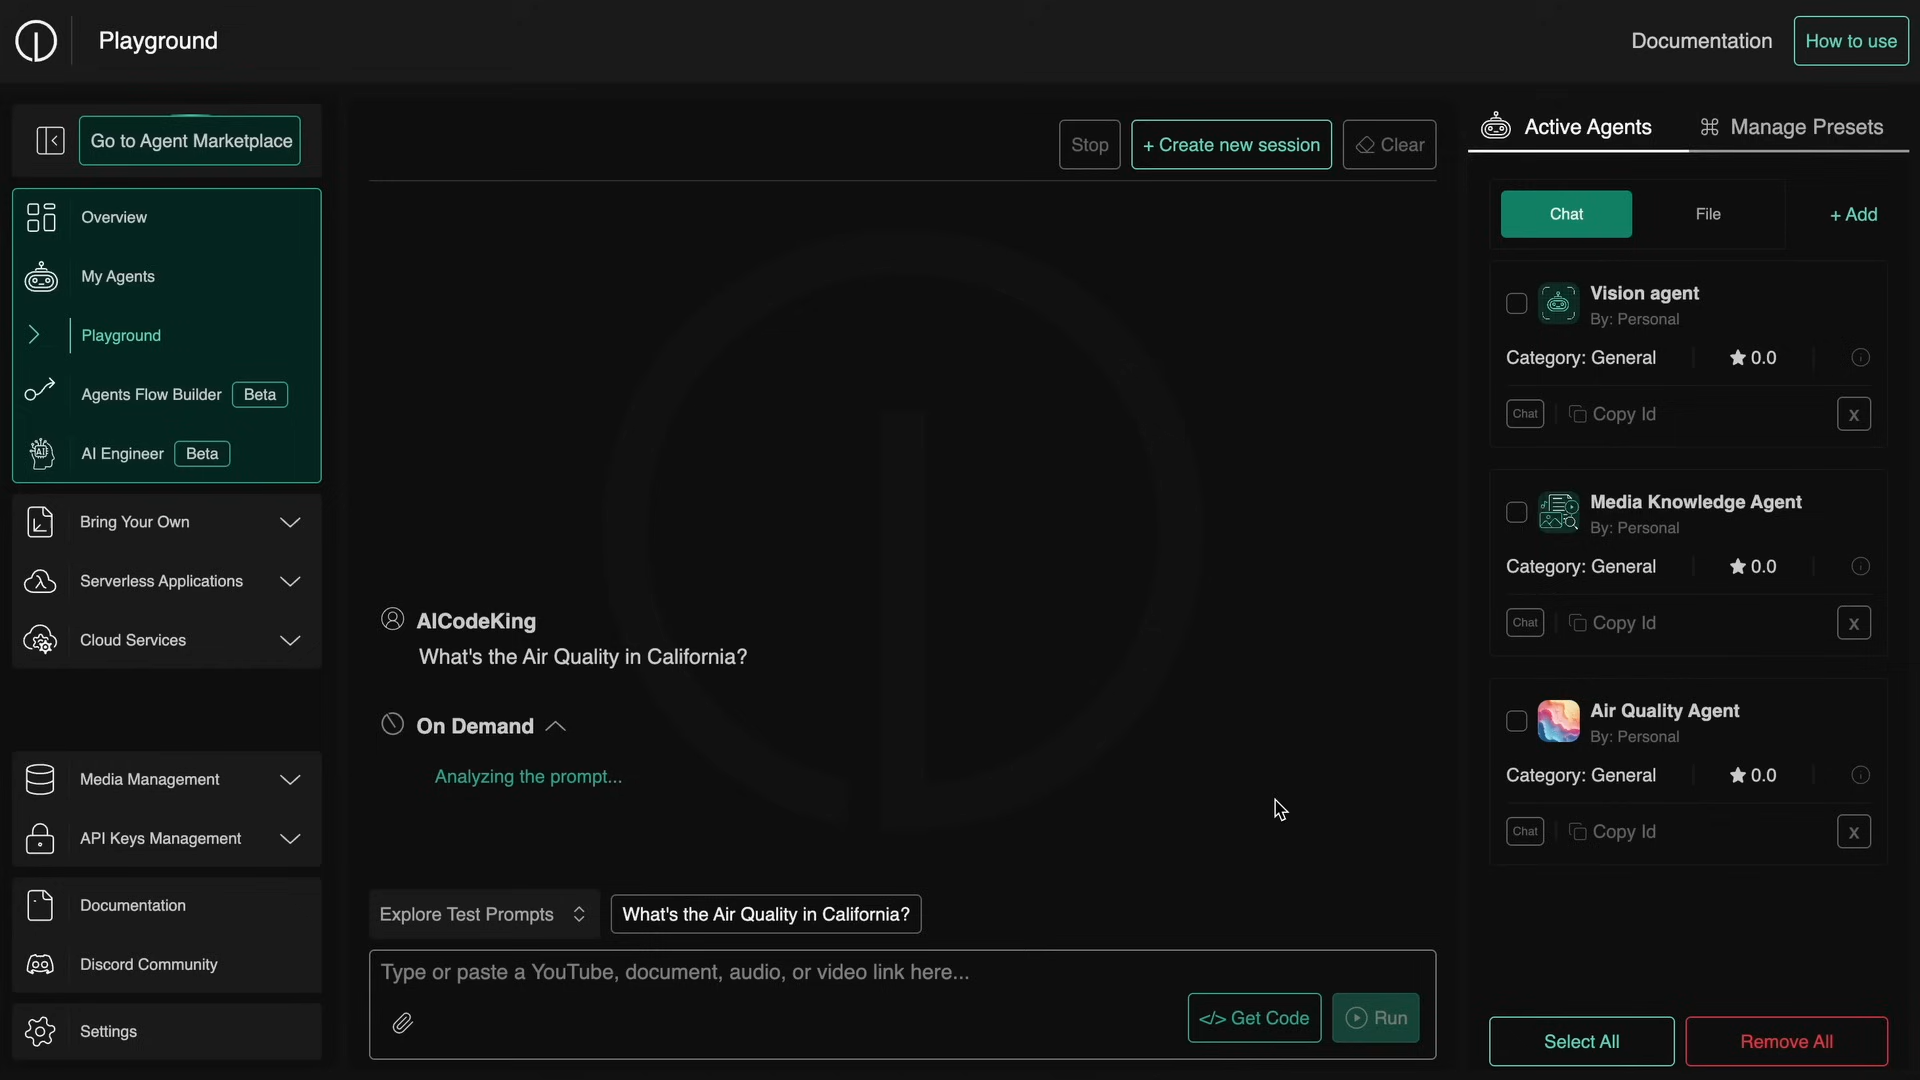 Playground
Documentation
How to use
Go to Agent Marketplace
Overview
My Agents
Playground
Agents Flow Builder
Beta
AI Engineer
Beta
Bring Your Own
Serverless Applications
Cloud Services
Media Management
API Keys Management
Documentation
Discord Community
Settings
Stop
+ Create new session
Clear
AICodeKing
What's the Air Quality in California?
On Demand
Analyzing the prompt...
Explore Test Prompts
What's the Air Quality in California?
Type or paste a YouTube, document, audio, or video link here...
</> Get Code
Run
Active Agents
Manage Presets
Chat
File
+ Add
Vision agent
By: Personal
Category: General
0.0
Chat
Copy Id
X
Media Knowledge Agent
By: Personal
Category: General
0.0
Chat
Copy Id
X
Air Quality Agent
By: Personal
Category: General
0.0
Chat
Copy Id
X
Select All
Remove All